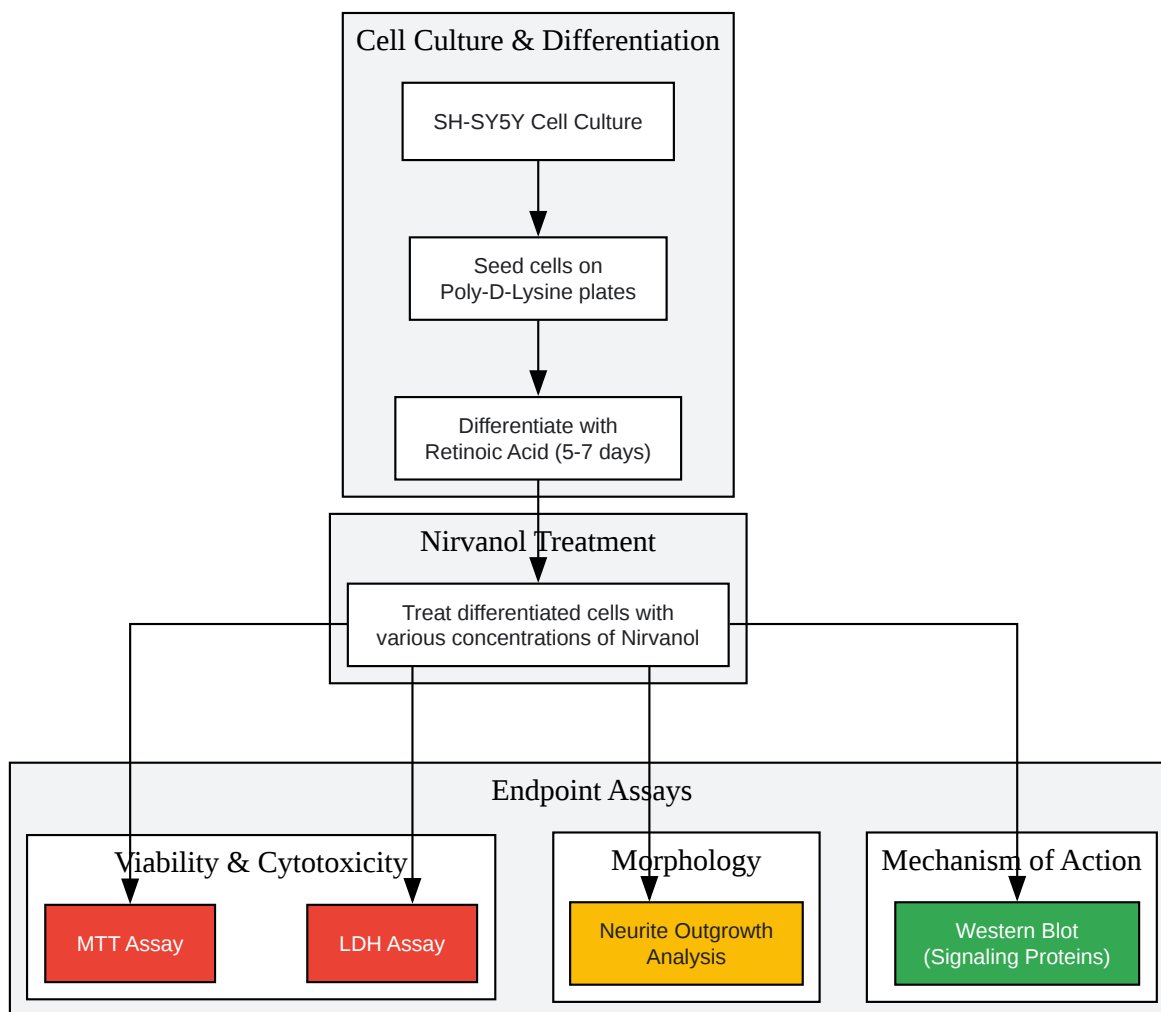 Cell Culture & Differentiation
SH-SY5Y Cell Culture
Seed cells on
Poly-D-Lysine plates
Differentiate with
Retinoic Acid (5-7 days)
Nirvanol Treatment
Treat differentiated cells with
various concentrations of Nirvanol
Endpoint Assays
Viability & Cytotoxicity
MTT Assay
LDH Assay
Morphology
Neurite Outgrowth
Analysis
Mechanism of Action
Western Blot
(Signaling Proteins)